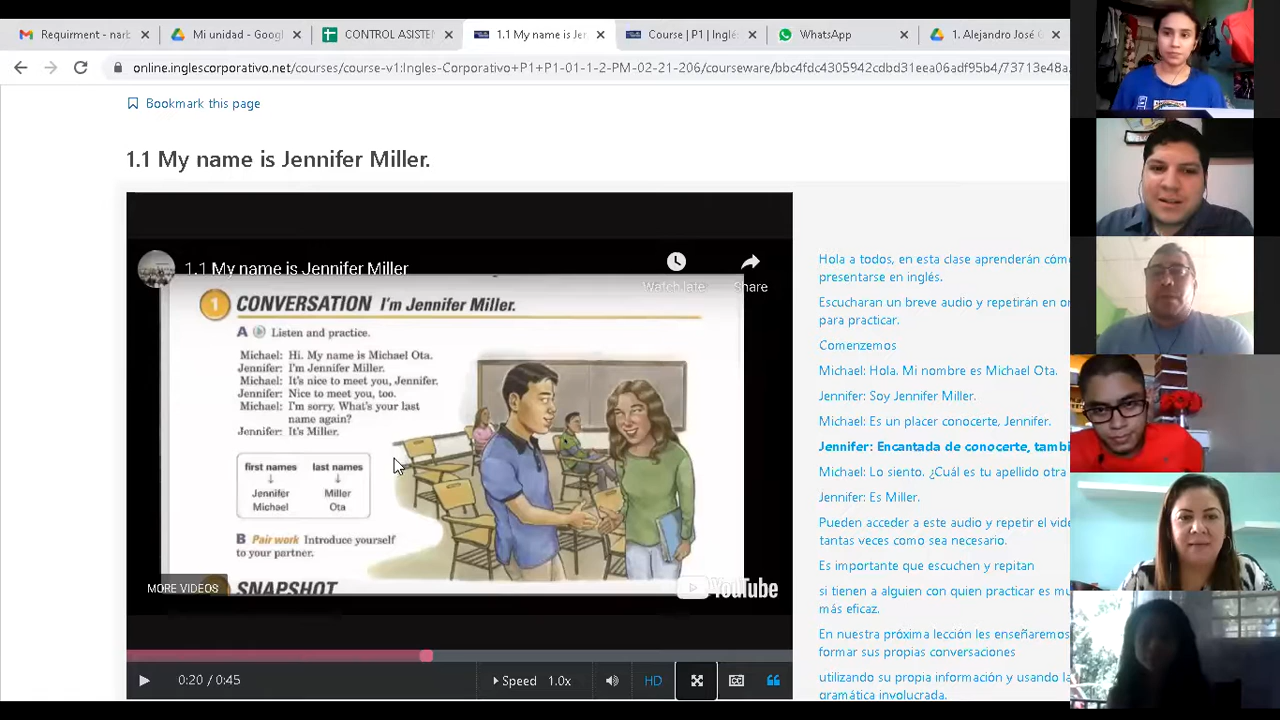 Requirment - nart
Mi unidad - Googl
CONTROL ASISTEN
1.1 My name is Jen
Course | P1 | Inglés
WhatsApp
1. Alejandro José G
online.inglescorporativo.net/courses/course-v1:Ingles-Corporativo+P1+P1-01-1-2-PM-02-21-206/courseware/bbc4fdc4305942cdbd31eea06adf95b4/73713e48a
Bookmark this page
1.1 My name is Jennifer Miller.
1.1 My name is Jennifer Miller
Watch late
Share
1 CONVERSATION I'm Jennifer Miller.
A Listen and practice.
Michael: Hi. My name is Michael Ota.
Jennifer: I'm Jennifer Miller.
Michael: It's nice to meet you, Jennifer.
Jennifer: Nice to meet you, too.
Michael: I'm sorry. What's your last
name again?
Jennifer: It's Miller.
first names last names
↓ ↓
Jennifer Miller
Michael Ota
B Pair work Introduce yourself
to your partner.
SNAPSHOT
MORE VIDEOS
YouTube
0:20 / 0:45
Speed 1.0x
HD
Hola a todos, en esta clase aprenderán cóm
presentarse en inglés.
Escucharan un breve audio y repetirán en or
para practicar.
Comenzemos
Michael: Hola. Mi nombre es Michael Ota.
Jennifer: Soy Jennifer Miller.
Michael: Es un placer conocerte, Jennifer.
Jennifer: Encantada de conocerte, tambi
Michael: Lo siento. ¿Cuál es tu apellido otra
Jennifer: Es Miller.
Pueden acceder a este audio y repetir el vide
tantas veces como sea necesario.
Es importante que escuchen y repitan
si tienen a alguien con quien practicar es mu
más eficaz.
En nuestra próxima lección les enseñaremos
formar sus propias conversaciones
utilizando su propia información y usando la
gramática involucrada.